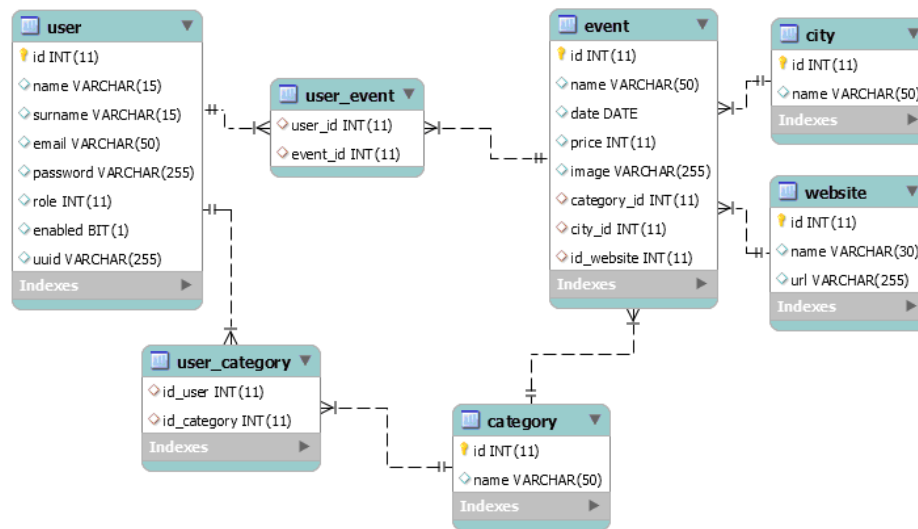 user
id INT(11)
name VARCHAR(15)
surname VARCHAR(15)
email VARCHAR(50)
password VARCHAR(255)
role INT(11)
enabled BIT(1)
uuid VARCHAR(255)
Indexes
user_event
user_id INT(11)
event_id INT(11)
event
id INT(11)
name VARCHAR(50)
date DATE
price INT(11)
image VARCHAR(255)
category_id INT(11)
city_id INT(11)
id_website INT(11)
Indexes
city
id INT(11)
name VARCHAR(50)
Indexes
website
id INT(11)
name VARCHAR(30)
url VARCHAR(255)
Indexes
user_category
id_user INT(11)
id_category INT(11)
Indexes
category
id INT(11)
name VARCHAR(50)
Indexes